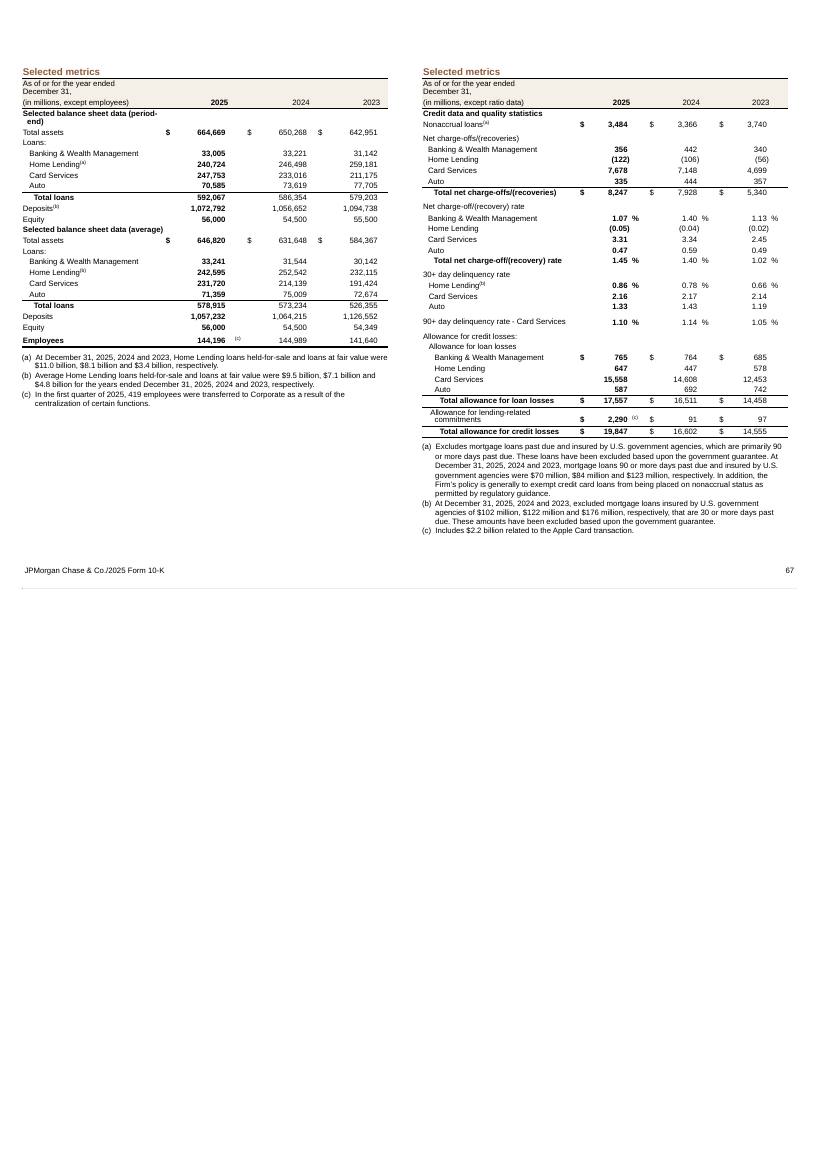 Selected metrics
As of or for the year ended
December 31,
(in millions, except employees) 2025 2024 2023
Selected balance sheet data (period-
end)
Total assets $ 664,669 $ 650,268 $ 642,951
Loans:
Banking & Wealth Management 33,005 33,221 31,142
Home Lending(a) 240,724 246,498 259,181
Card Services 247,753 233,016 211,175
Auto 70,585 73,619 77,705
Total loans 592,067 586,354 579,203
Deposits(b) 1,072,792 1,056,652 1,094,738
Equity 56,000 54,500 55,500
Selected balance sheet data (average)
Total assets $ 646,820 $ 631,648 $ 584,367
Loans:
Banking & Wealth Management 33,241 31,544 30,142
Home Lending(b) 242,595 252,542 232,115
Card Services 231,720 214,139 191,424
Auto 71,359 75,009 72,674
Total loans 578,915 573,234 526,355
Deposits 1,057,232 1,064,215 1,126,552
Equity 56,000 54,500 54,349
Employees 144,196 (c) 144,989 141,640
(a) At December 31, 2025, 2024 and 2023, Home Lending loans held-for-sale and loans at fair value were
$11.0 billion, $8.1 billion and $3.4 billion, respectively.
(b) Average Home Lending loans held-for-sale and loans at fair value were $9.5 billion, $7.1 billion and
$4.8 billion for the years ended December 31, 2025, 2024 and 2023, respectively.
(c) In the first quarter of 2025, 419 employees were transferred to Corporate as a result of the
centralization of certain functions.
Selected metrics
As of or for the year ended
December 31,
(in millions, except ratio data) 2025 2024 2023
Credit data and quality statistics
Nonaccrual loans(a) $ 3,484 $ 3,366 $ 3,740
Net charge-offs/(recoveries)
Banking & Wealth Management 356 442 340
Home Lending (122) (106) (56)
Card Services 7,678 7,148 4,699
Auto 335 444 357
Total net charge-offs/(recoveries) $ 8,247 $ 7,928 $ 5,340
Net charge-off/(recovery) rate
Banking & Wealth Management 1.07 % 1.40 % 1.13 %
Home Lending (0.05) (0.04) (0.02)
Card Services 3.31 3.34 2.45
Auto 0.47 0.59 0.49
Total net charge-off/(recovery) rate 1.45 % 1.40 % 1.02 %
30+ day delinquency rate
Home Lending(b) 0.86 % 0.78 % 0.66 %
Card Services 2.16 2.17 2.14
Auto 1.33 1.43 1.19
90+ day delinquency rate - Card Services 1.10 % 1.14 % 1.05 %
Allowance for credit losses:
Allowance for loan losses
Banking & Wealth Management $ 765 $ 764 $ 685
Home Lending 647 447 578
Card Services 15,558 14,608 12,453
Auto 587 692 742
Total allowance for loan losses $ 17,557 $ 16,511 $ 14,458
Allowance for lending-related
commitments $ 2,290 (c) $ 91 $ 97
Total allowance for credit losses $ 19,847 $ 16,602 $ 14,555
(a) Excludes mortgage loans past due and insured by U.S. government agencies, which are primarily 90
or more days past due. These loans have been excluded based upon the government guarantee. At
December 31, 2025, 2024 and 2023, mortgage loans 90 or more days past due and insured by U.S.
government agencies were $70 million, $84 million and $123 million, respectively. In addition, the
Firm's policy is generally to exempt credit card loans from being placed on nonaccrual status as
permitted by regulatory guidance.
(b) At December 31, 2025, 2024 and 2023, excluded mortgage loans insured by U.S. government
agencies of $102 million, $122 million and $176 million, respectively, that are 30 or more days past
due. These amounts have been excluded based upon the government guarantee.
(c) Includes $2.2 billion related to the Apple Card transaction.
JPMorgan Chase & Co./2025 Form 10-K 67